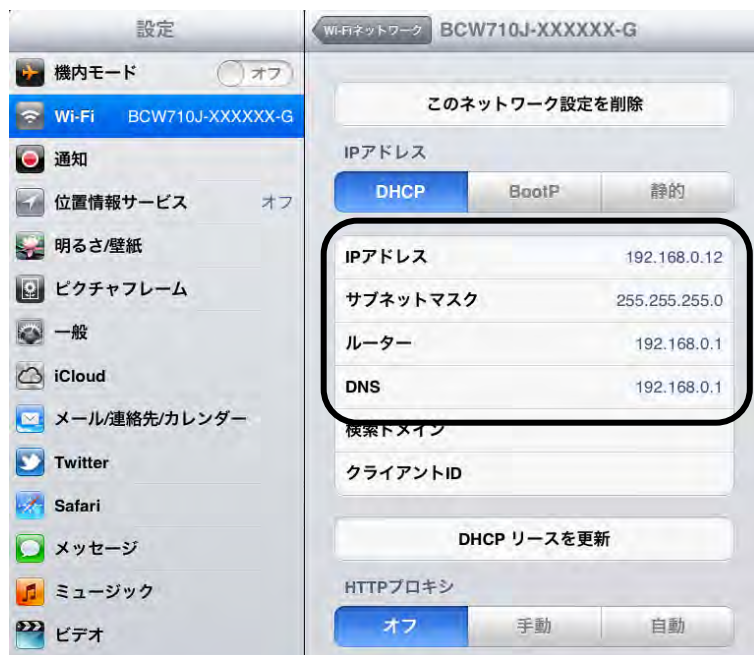 設定
機内モード オフ
Wi-Fi BCW710J-XXXXXX-G
通知
位置情報サービス オフ
明るさ/壁紙
ピクチャフレーム
一般
iCloud
メール/連絡先/カレンダー
Twitter
Safari
メッセージ
ミュージック
ビデオ
Wi-Fiネットワーク BCW710J-XXXXXX-G
このネットワーク設定を削除
IPアドレス
DHCP BootP 静的
IPアドレス 192.168.0.12
サブネットマスク 255.255.255.0
ルーター 192.168.0.1
DNS 192.168.0.1
検索ドメイン
クライアントID
DHCP リースを更新
HTTPプロキシ
オフ 手動 自動